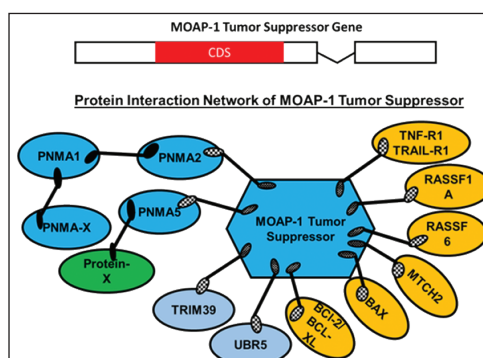 MOAP-1 Tumor Suppressor Gene
CDS
Protein Interaction Network of MOAP-1 Tumor Suppressor
PNMA1
PNMA2
TNF-R1
TRAIL-R1
RASSF1
A
PNMA-X
PNMA5
MOAP-1 Tumor
Suppressor
RASSF
6
Protein-
X
MTCH2
TRIM39
BAX
BCl-2/
BCL-
XL
UBR5